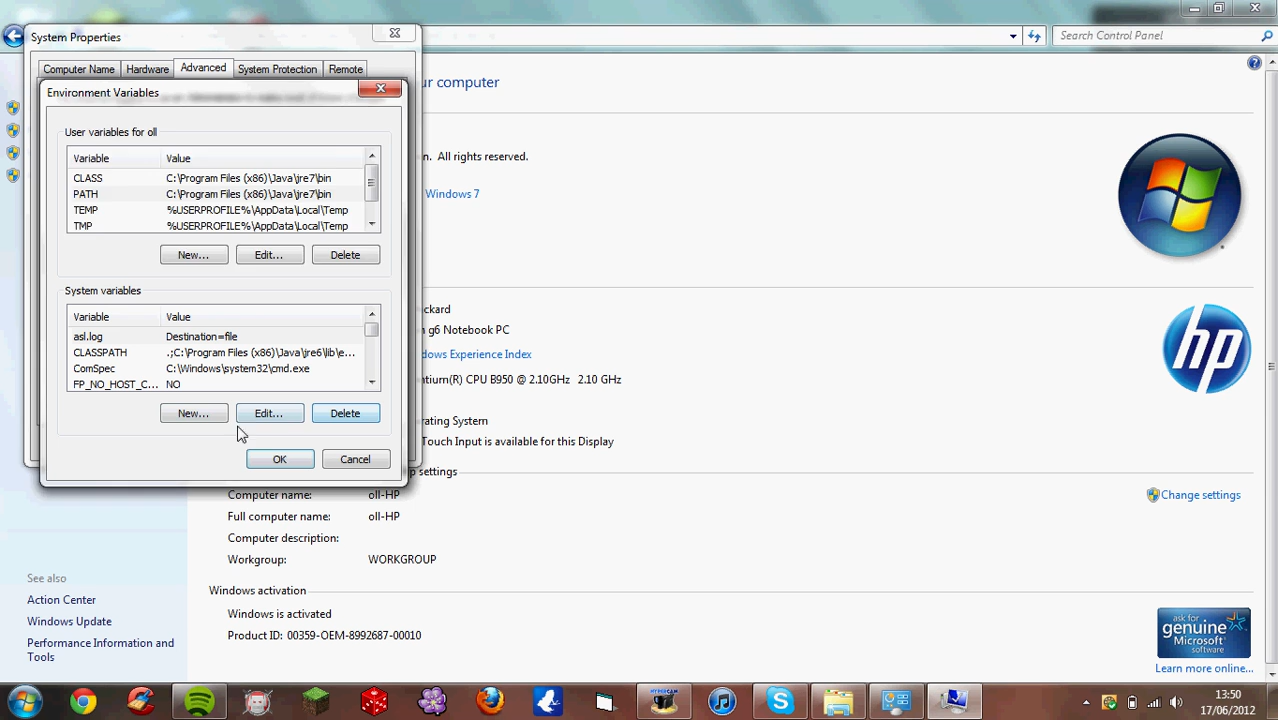 System Properties
Search Control Panel
Computer Name
Hardware
Advanced
System Protection
Remote
ur computer
Environment Variables
User variables for oll
Variable Value
CLASS C:\Program Files (x86)\Java\jre7\bin
PATH C:\Program Files (x86)\Java\jre7\bin
TEMP %USERPROFILE%\AppData\Local\Temp
TMP %USERPROFILE%\AppData\Local\Temp
New... Edit... Delete
System variables
Variable Value
asl.log Destination=file
CLASSPATH .;C:\Program Files (x86)\Java\jre6\lib\e...
ComSpec C:\Windows\system32\cmd.exe
FP_NO_HOST_C... NO
New... Edit... Delete
OK Cancel
n. All rights reserved.
Windows 7
ckard
g6 Notebook PC
dows Experience Index
ntium(R) CPU B950 @ 2.10GHz 2.10 GHz
rating System
Touch Input is available for this Display
p settings
Computer name: oll-HP
Change settings
Full computer name: oll-HP
Computer description:
Workgroup: WORKGROUP
Windows activation
Windows is activated
Product ID: 00359-OEM-8992687-00010
See also
Action Center
Windows Update
Performance Information and
Tools
hp
ask for
genuine
Microsoft
software
Learn more online...
HYPERCAM
13:50
17/06/2012